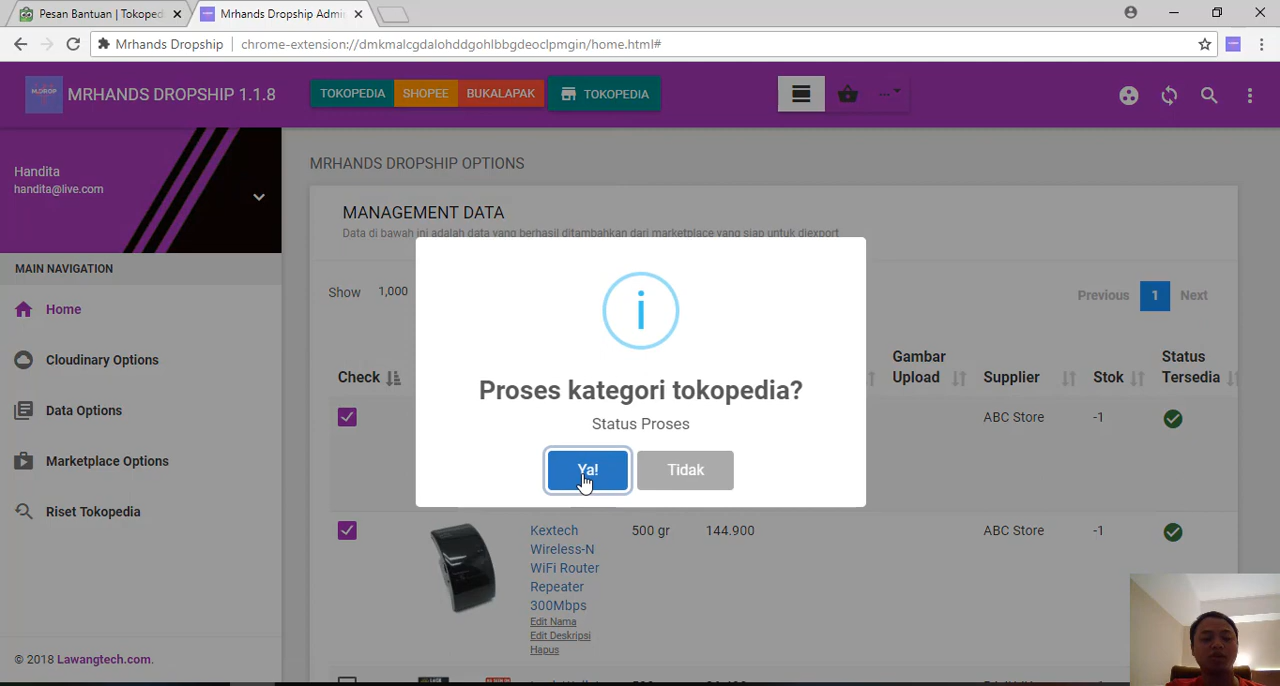 Pesan Bantuan | Tokoped
Mrhands Dropship Admi
Mrhands Dropship
chrome-extension://dmkmalcgdalohddgohlbbgdeoclpmgin/home.html#
M.DROP
MRHANDS DROPSHIP 1.1.8
TOKOPEDIA
SHOPEE
BUKALAPAK
TOKOPEDIA
Handita
handita@live.com
MAIN NAVIGATION
Home
Cloudinary Options
Data Options
Marketplace Options
Riset Tokopedia
© 2018 Lawangtech.com.
MRHANDS DROPSHIP OPTIONS
MANAGEMENT DATA
Data di bawah ini adalah data yang berhasil ditambahkan dari marketplace yang siap untuk diexport
Show 1,000
Previous 1 Next
Check
Gambar Upload
Supplier
Stok
Status Tersedia
ABC Store -1
Proses kategori tokopedia?
Status Proses
Ya!
Tidak
Kextech
Wireless-N
WiFi Router
Repeater
300Mbps
Edit Nama
Edit Deskripsi
Hapus
500 gr
144.900
ABC Store
-1